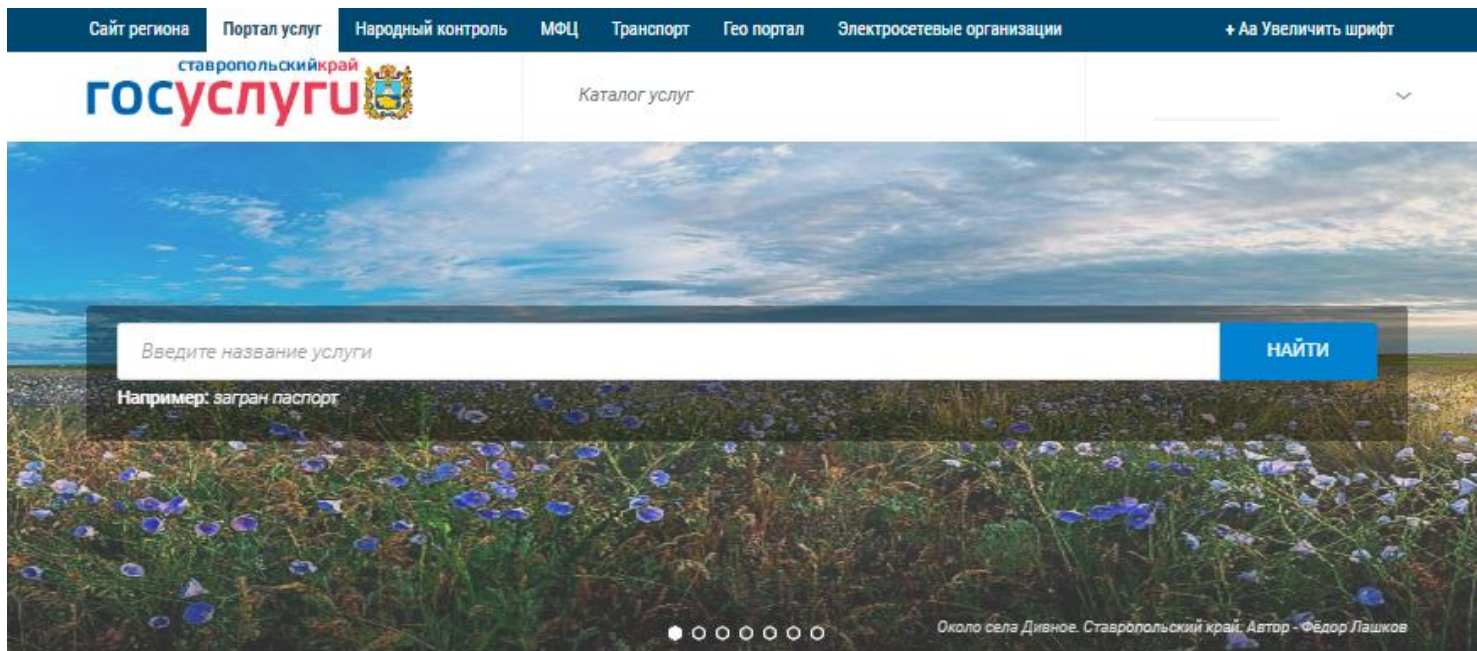 Сайт региона Портал услуг Народный контроль МФЦ Транспорт Гео портал Электросетевые организации + Аа Увеличить шрифт
ставропольскийкрай
госуслуги
Каталог услуг
Введите название услуги
НАЙТИ
Например: загран паспорт
Около села Дивное. Ставропольский край. Автор - Фёдор Лашков